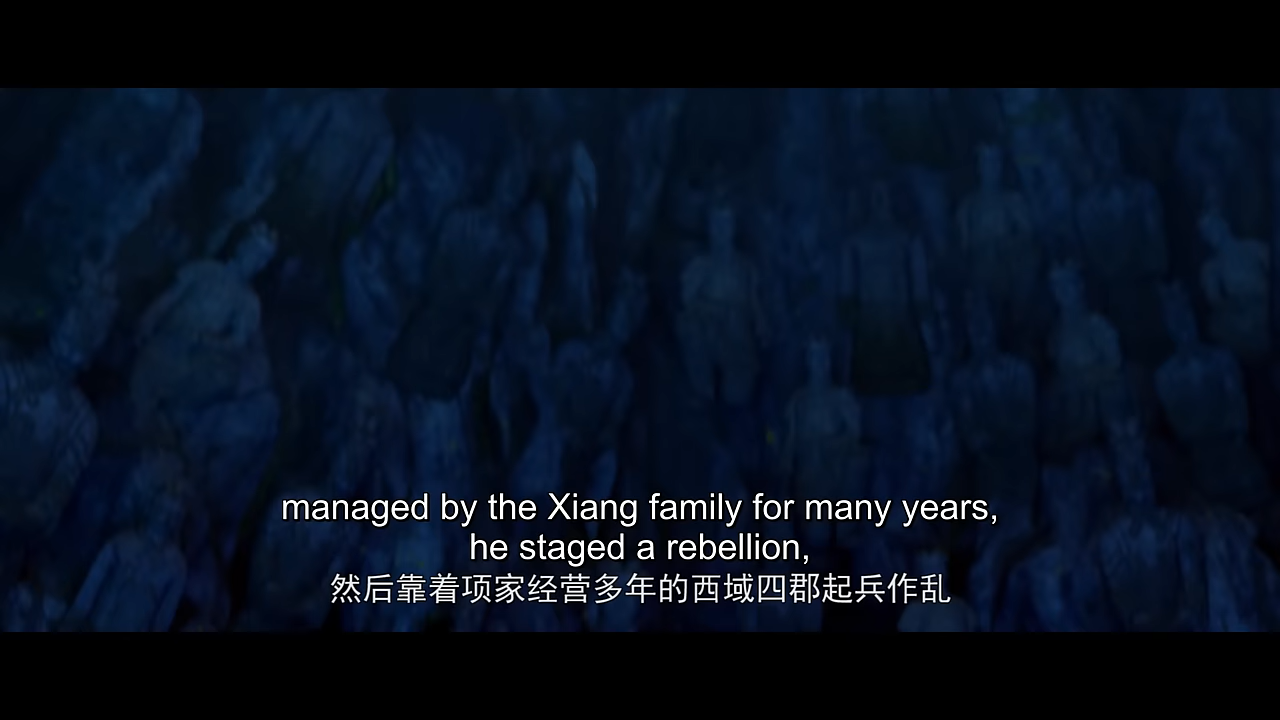 managed by the Xiang family for many years,
he staged a rebellion,
然后靠着项家经营多年的西域四郡起兵作乱